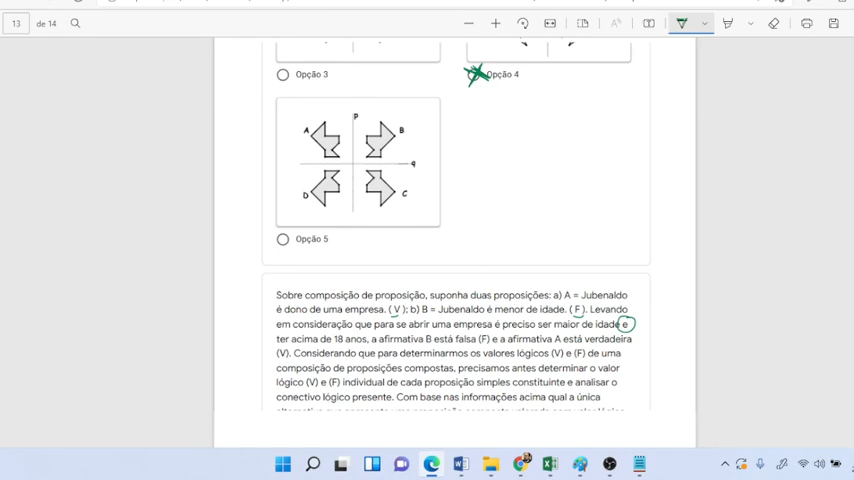 13 de 14
Opção 3
Opção 4
P
A
B
q
D
C
Opção 5
Sobre composição de proposição, suponha duas proposições: a) A = Jubenaldo
é dono de uma empresa. ( V ); b) B = Jubenaldo é menor de idade. ( F ). Levando
em consideração que para se abrir uma empresa é preciso ser maior de idade e
ter acima de 18 anos, a afirmativa B está falsa (F) e a afirmativa A está verdadeira
(V). Considerando que para determinarmos os valores lógicos (V) e (F) de uma
composição de proposições compostas, precisamos antes determinar o valor
lógico (V) e (F) individual de cada proposição simples constituinte e analisar o
conectivo lógico presente. Com base nas informações acima qual a única